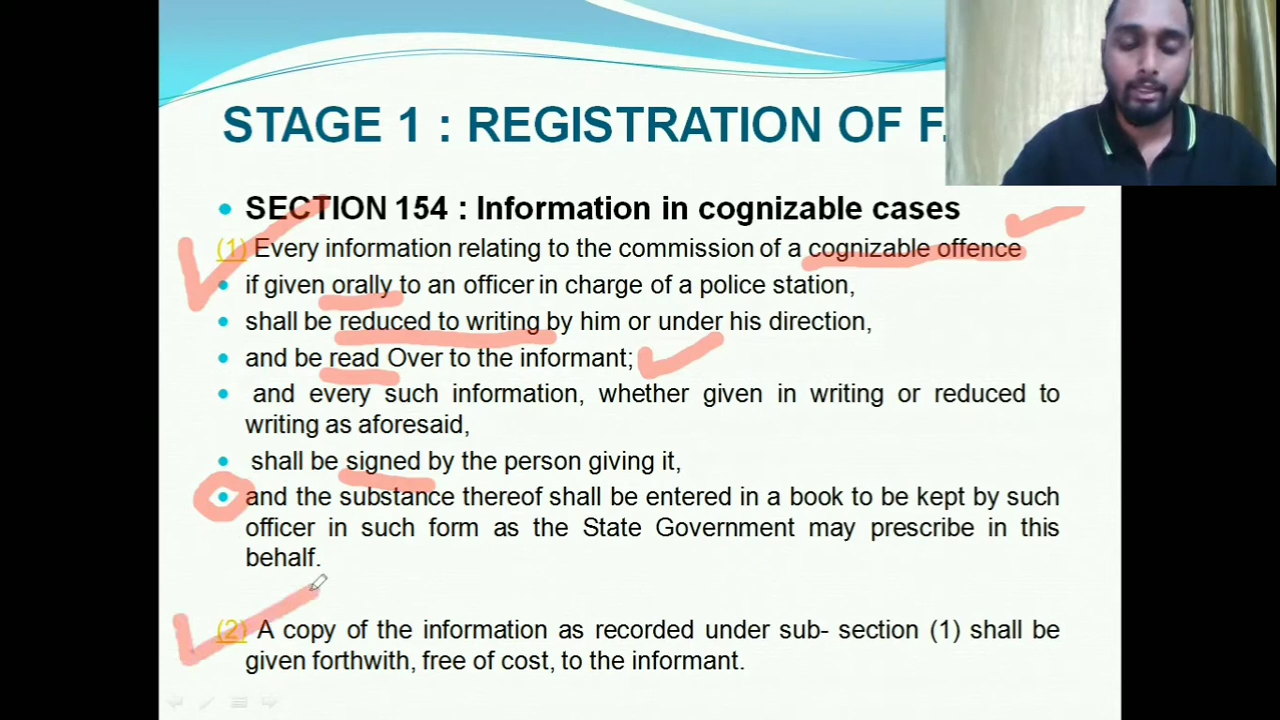 STAGE 1 : REGISTRATION OF F.
SECTION 154 : Information in cognizable cases
(1) Every information relating to the commission of a cognizable offence
if given orally to an officer in charge of a police station,
shall be reduced to writing by him or under his direction,
and be read Over to the informant;
and every such information, whether given in writing or reduced to
writing as aforesaid,
shall be signed by the person giving it,
and the substance thereof shall be entered in a book to be kept by such
officer in such form as the State Government may prescribe in this
behalf.
(2) A copy of the information as recorded under sub- section (1) shall be
given forthwith, free of cost, to the informant.